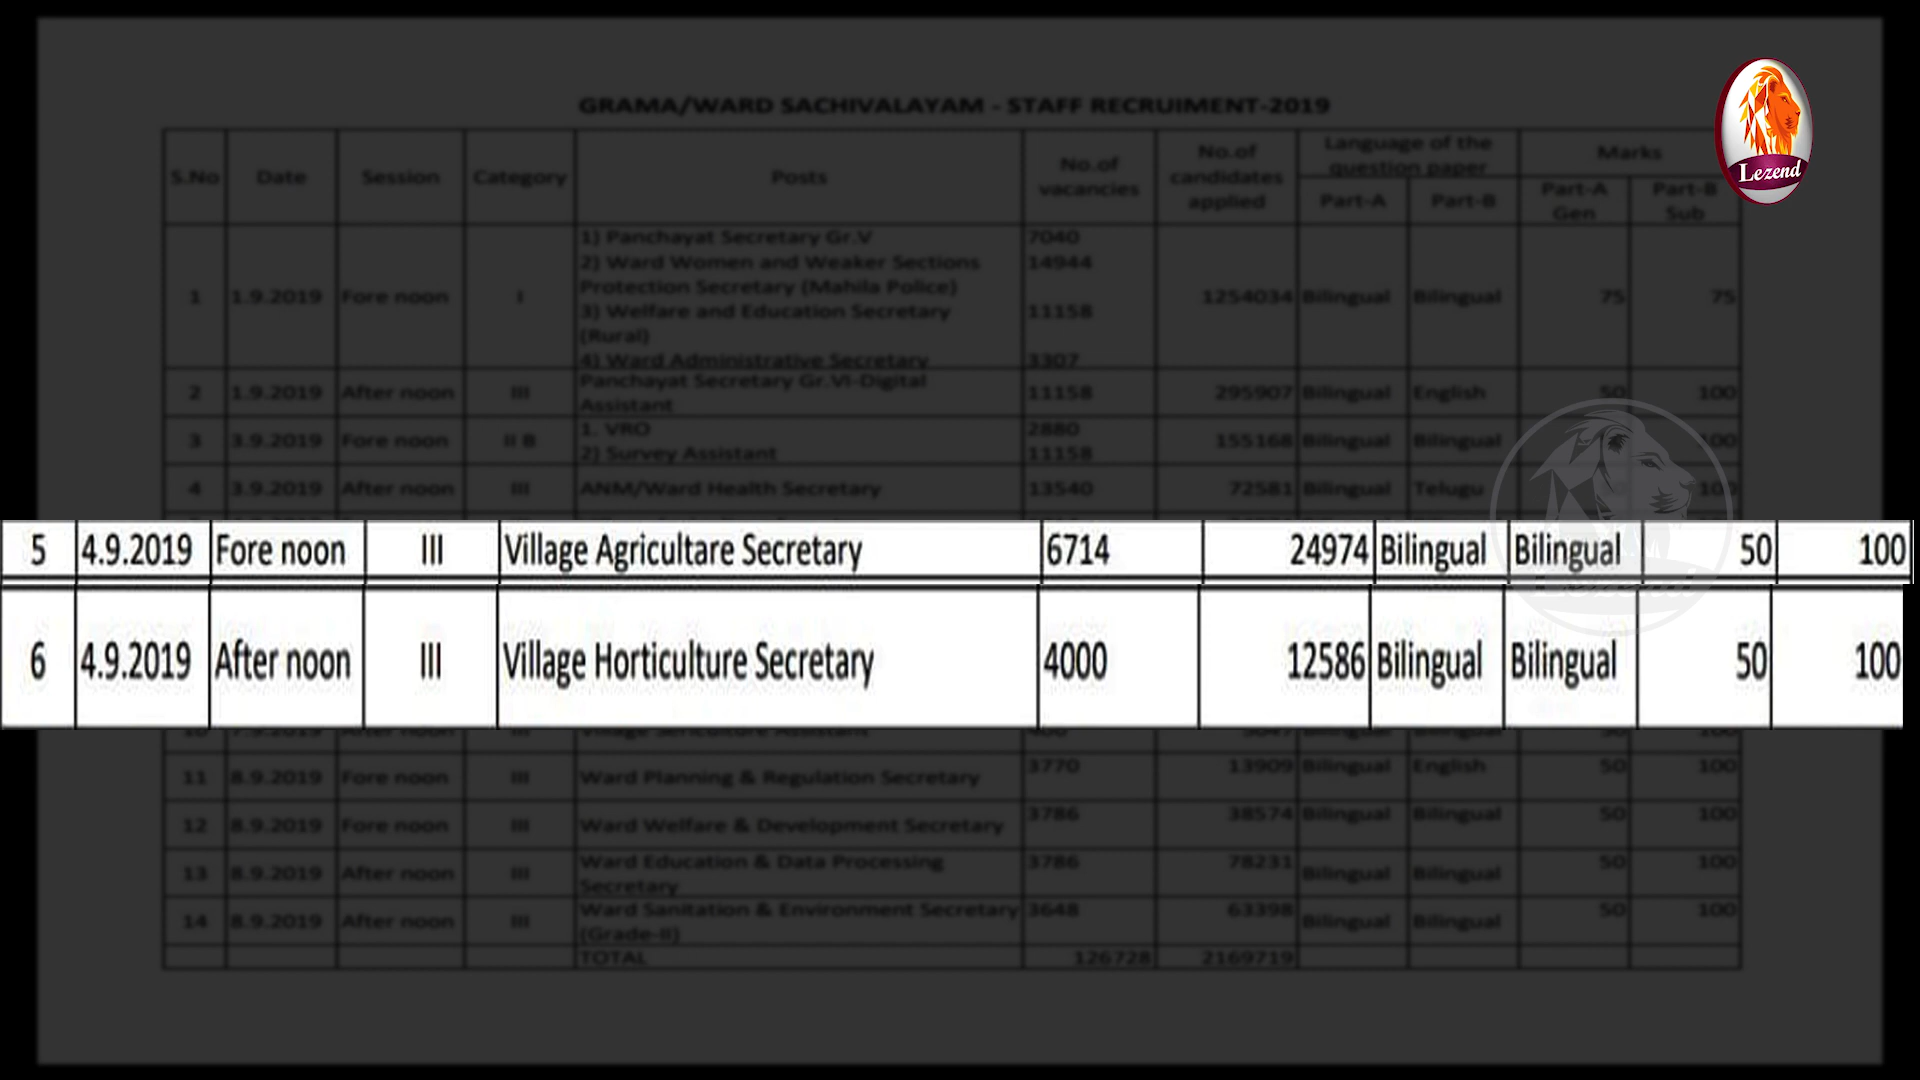 Lezend
GRAMA/WARD SACHIVALAYAM - STAFF RECRUIMENT-2019
S.No Date Session Category Posts No.of vacancies No.of candidates applied Language of the question paper Marks
Part-A Part-B Part-A Gen Part-B Sub
1 1.9.2019 Fore noon I 1254034 Bilingual Bilingual 75 75
1) Panchayat Secretary Gr.V 7040
2) Ward Women and Weaker Sections 14944
Protection Secretary (Mahila Police)
3) Welfare and Education Secretary 11158
(Rural)
4) Ward Administrative Secretary 3307
2 1.9.2019 After noon III Panchayat Secretary Gr.VI-Digital Assistant 11158 295907 Bilingual English 50 100
3 3.9.2019 Fore noon II B 1. VRO 2880 155168 Bilingual Bilingual 100
2) Survey Assistant 11158
4 3.9.2019 After noon III ANM/Ward Health Secretary 13540 72581 Bilingual Telugu 100
5 4.9.2019 Fore noon III Village Agricultare Secretary 6714 24974 Bilingual Bilingual 50 100
6 4.9.2019 After noon III Village Horticulture Secretary 4000 12586 Bilingual Bilingual 50 100
11 8.9.2019 Fore noon III Ward Planning & Regulation Secretary 3770 13909 Bilingual English 50 100
12 8.9.2019 Fore noon III Ward Welfare & Development Secretary 3786 38574 Bilingual Bilingual 50 100
13 8.9.2019 After noon III Ward Education & Data Processing Secretary 3786 78231 Bilingual Bilingual 50 100
14 8.9.2019 After noon III Ward Sanitation & Environment Secretary (Grade-II) 3648 63398 Bilingual Bilingual 50 100
TOTAL 126728 2169719